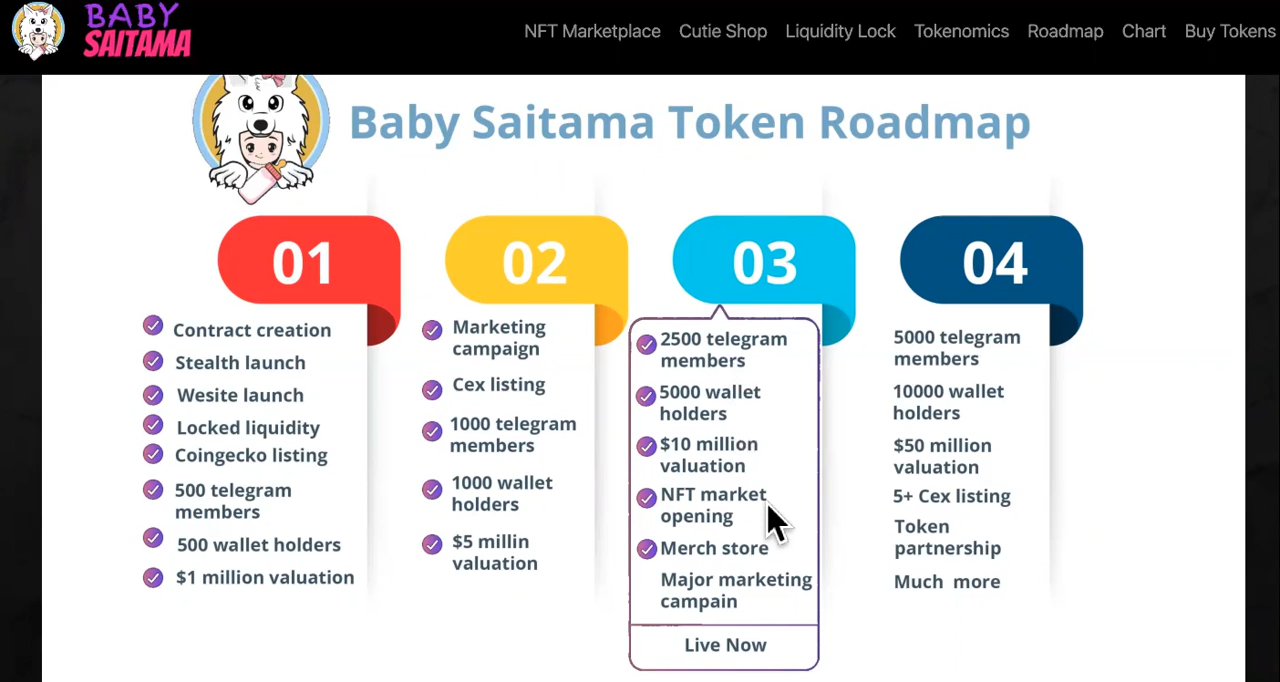 BABY
SAITAMA
NFT Marketplace
Cutie Shop
Liquidity Lock
Tokenomics
Roadmap
Chart
Buy Tokens
Baby Saitama Token Roadmap
01
Contract creation
Stealth launch
Wesite launch
Locked liquidity
Coingecko listing
500 telegram
members
500 wallet holders
$1 million valuation
02
Marketing
campaign
Cex listing
1000 telegram
members
1000 wallet
holders
$5 millin
valuation
03
2500 telegram
members
5000 wallet
holders
$10 million
valuation
NFT market
opening
Merch store
Major marketing
campain
Live Now
04
5000 telegram
members
10000 wallet
holders
$50 million
valuation
5+ Cex listing
Token
partnership
Much more